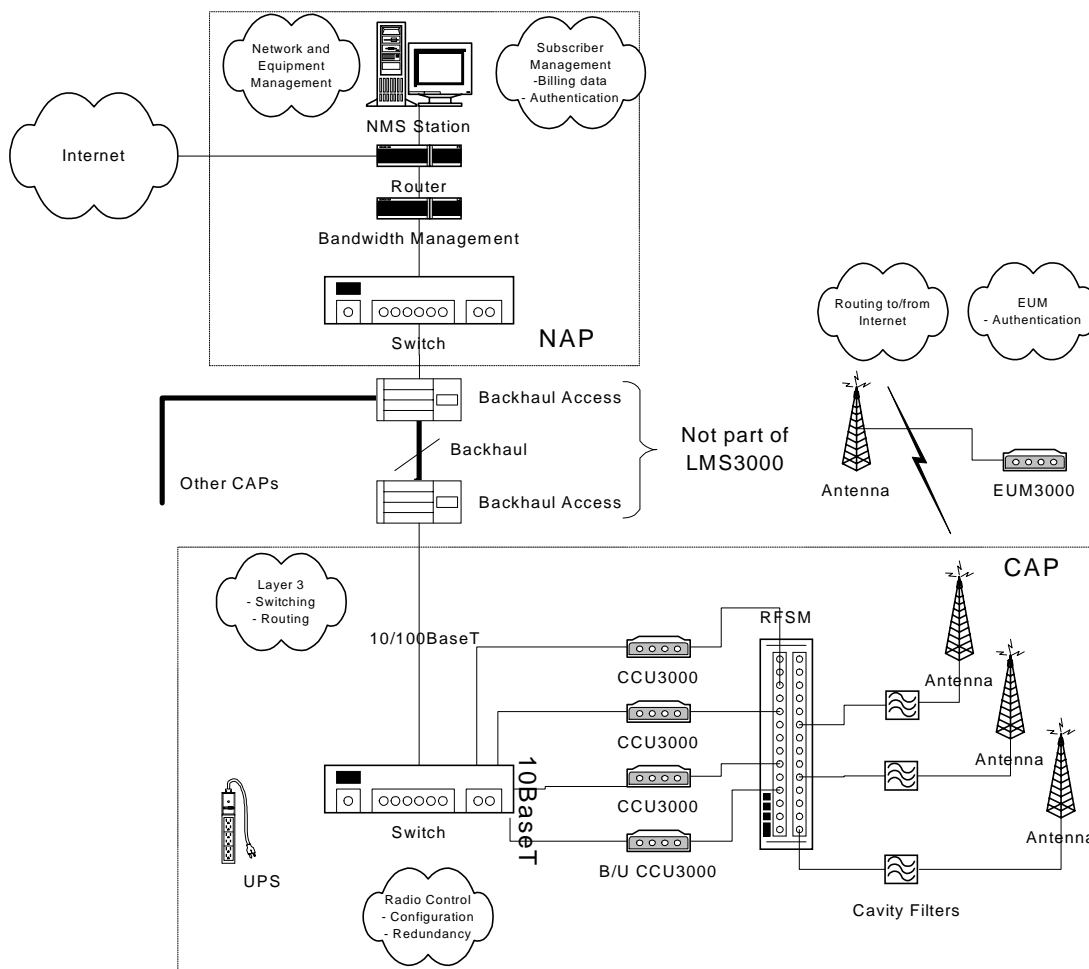 Network and
Equipment
Management
Subscriber
Management
-Billing data
- Authentication
NMS Station
Internet
Router
Bandwidth Management
Switch
NAP
Backhaul Access
Backhaul
Backhaul Access
Other CAPs
Not part of
LMS3000
Routing to/from
Internet
EUM
- Authentication
Antenna
EUM3000
CAP
Layer 3
- Switching
- Routing
10/100BaseT
RFSM
CCU3000
CCU3000
CCU3000
B/U CCU3000
Antenna
Antenna
Antenna
10BaseT
Switch
UPS
Radio Control
- Configuration
- Redundancy
Cavity Filters